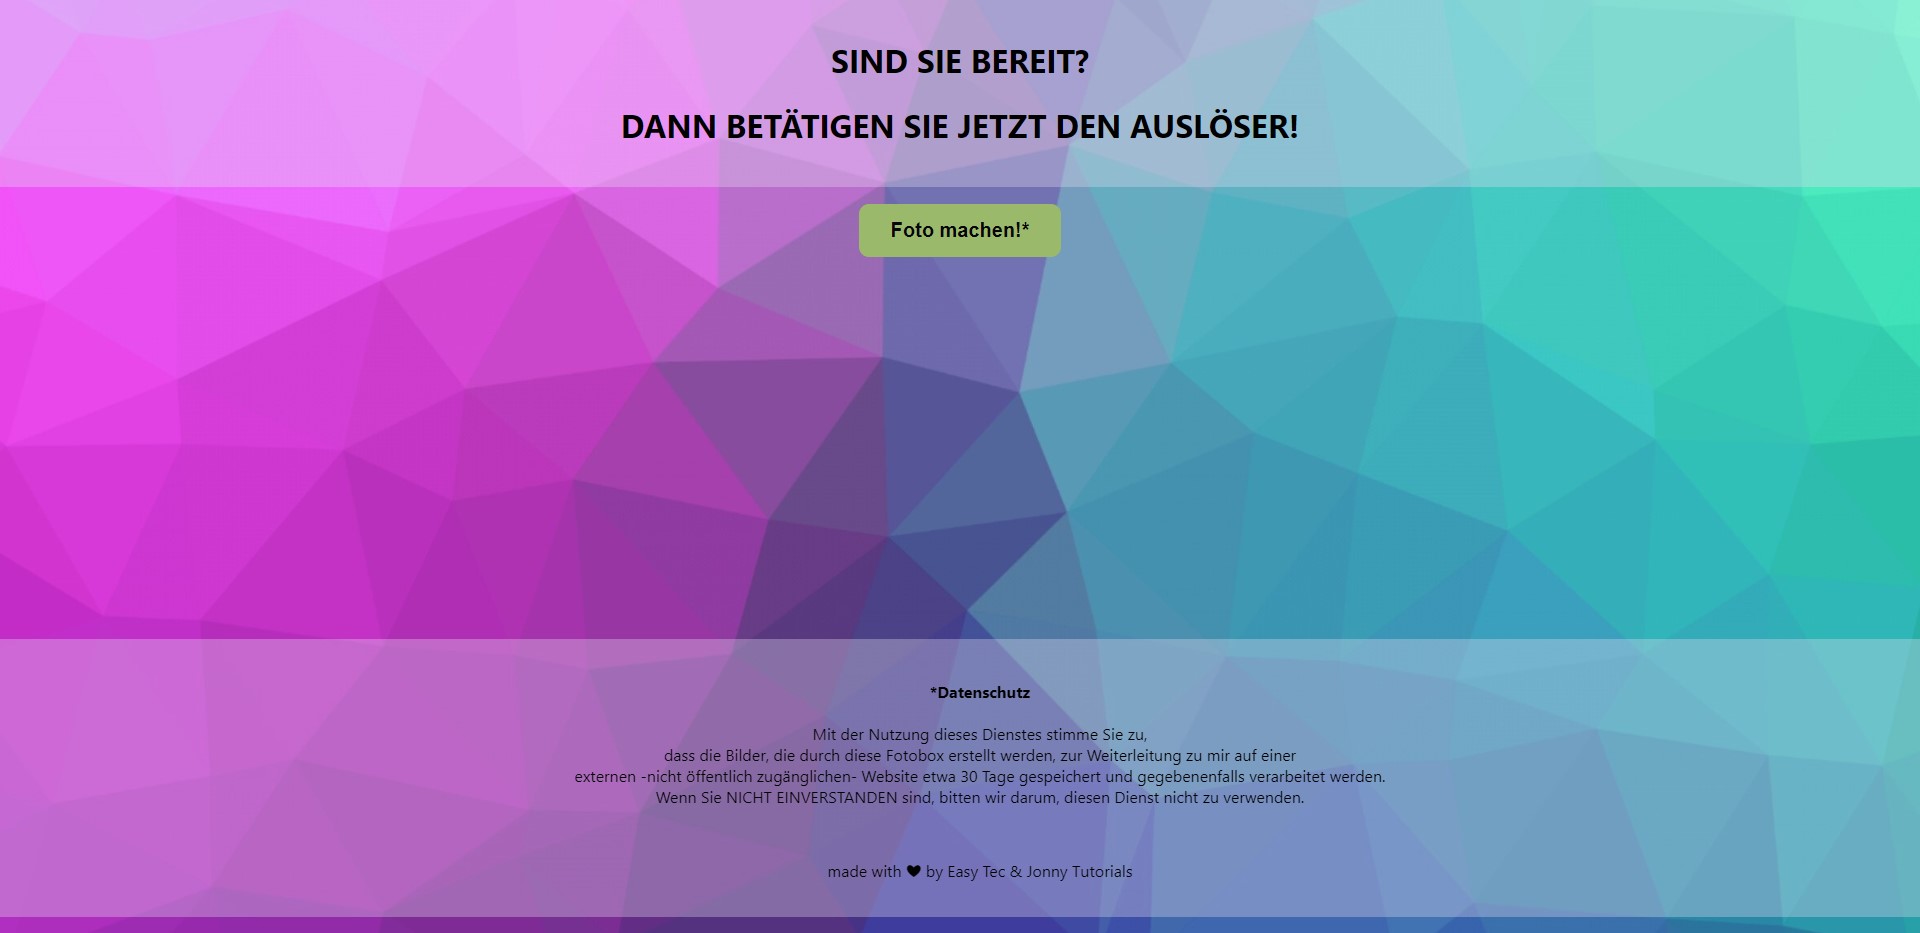 SIND SIE BEREIT?
DANN BETÄTIGEN SIE JETZT DEN AUSLÖSER!
Foto machen!*
*Datenschutz
Mit der Nutzung dieses Dienstes stimme Sie zu,
dass die Bilder, die durch diese Fotobox erstellt werden, zur Weiterleitung zu mir auf einer
externen -nicht öffentlich zugänglichen- Website etwa 30 Tage gespeichert und gegebenenfalls verarbeitet werden.
Wenn Sie NICHT EINVERSTANDEN sind, bitten wir darum, diesen Dienst nicht zu verwenden.
made with ♥ by Easy Tec & Jonny Tutorials